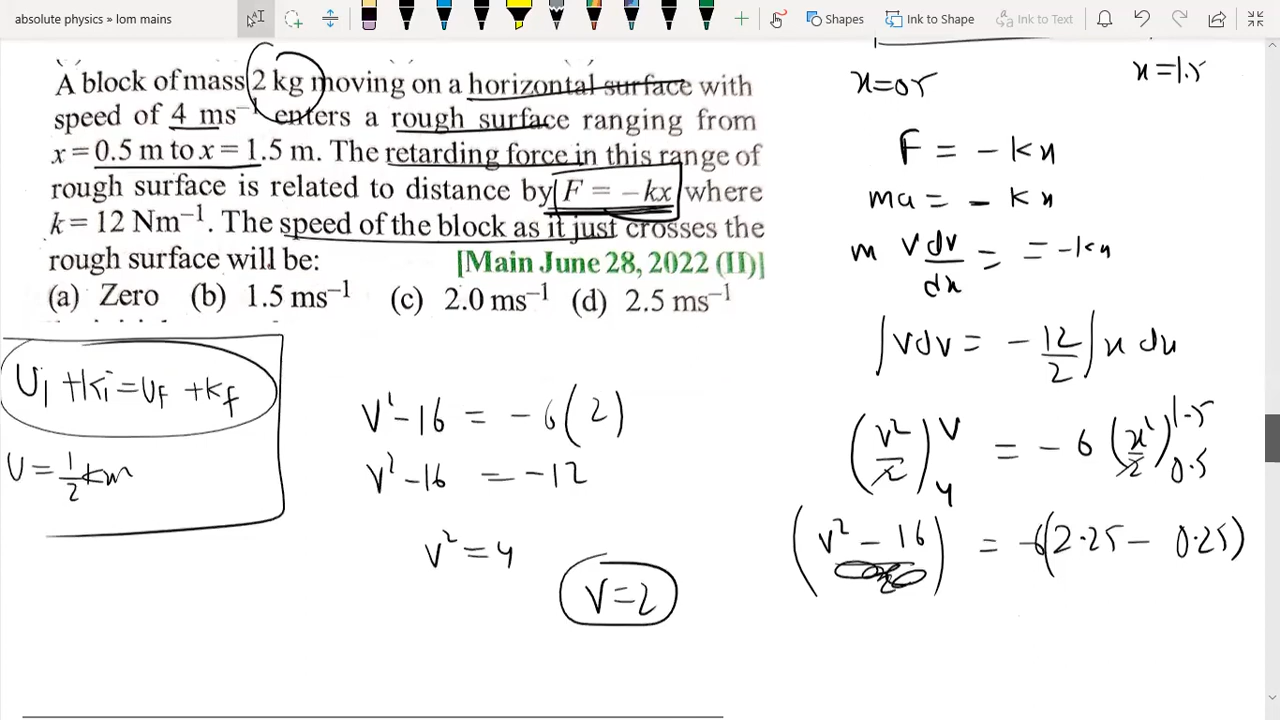 absolute physics » lom mains
Shapes
Ink to Shape
Ink to Text
A block of mass 2 kg moving on a horizontal surface with
speed of 4 ms⁻¹ enters a rough surface ranging from
x = 0.5 m to x = 1.5 m. The retarding force in this range of
rough surface is related to distance by F = −kx where
k = 12 Nm⁻¹. The speed of the block as it just crosses the
rough surface will be: [Main June 28, 2022 (II)]
(a) Zero (b) 1.5 ms⁻¹ (c) 2.0 ms⁻¹ (d) 2.5 ms⁻¹
Ui + Ki = Uf + Kf
v² − 16 = − 6 (2)
v² − 16 = − 12
v² = 4
v = 2
x = 1.5
F = − kx
ma = − kx
m v dv/dx = = − kx
∫ v dv = − 12/2 ∫ x dx
(v²/2)₄ⱽ = − 6 (x²/2) 1.5 0.5
(v² − 16) = − 6(2.25 − 0.25)